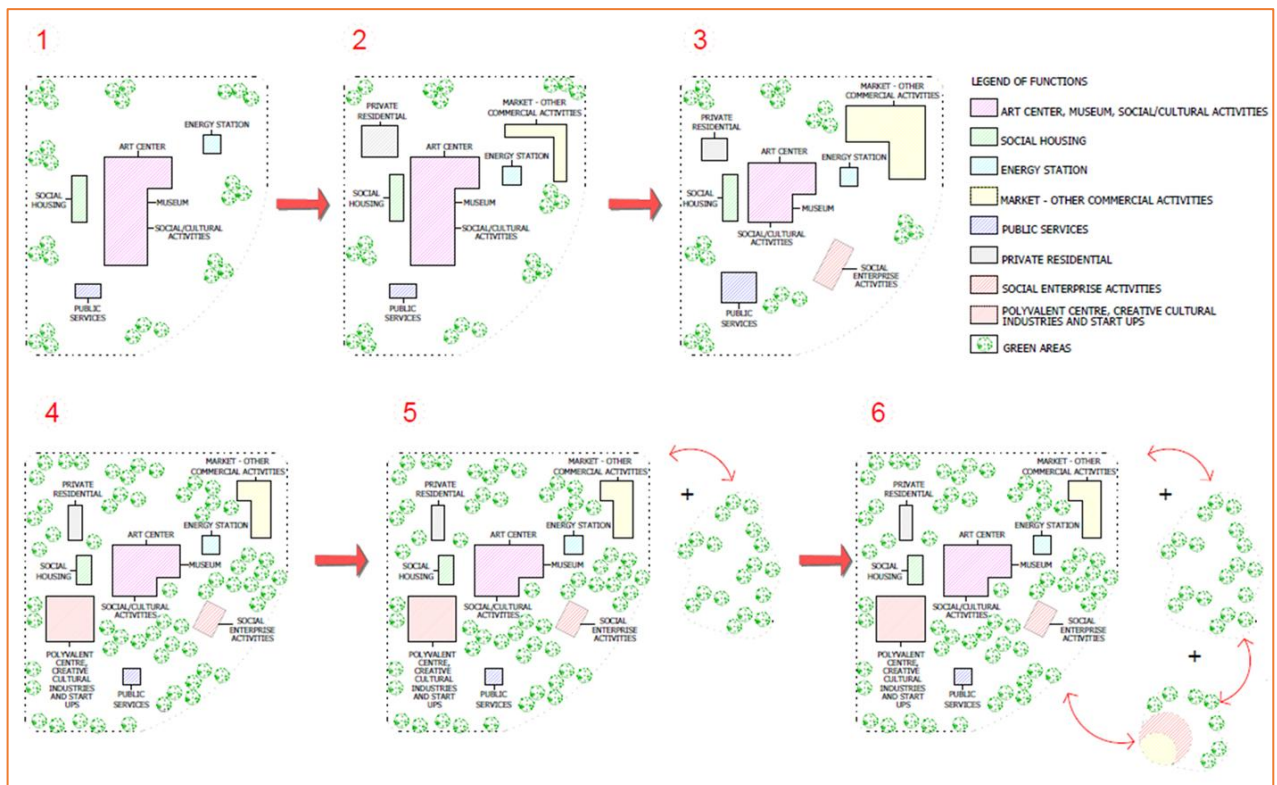 1
2
3
PRIVATE
RESIDENTIAL
MARKET - OTHER
COMMERCIAL ACTIVITIES
MARKET - OTHER
COMMERCIAL ACTIVITIES
LEGEND OF FUNCTIONS
ART CENTER, MUSEUM, SOCIAL/CULTURAL ACTIVITIES
SOCIAL HOUSING
ENERGY STATION
MARKET - OTHER COMMERCIAL ACTIVITIES
PUBLIC SERVICES
PRIVATE RESIDENTIAL
SOCIAL ENTERPRISE ACTIVITIES
POLYVALENT CENTRE, CREATIVE CULTURAL
INDUSTRIES AND START UPS
GREEN AREAS
ENERGY STATION
ART CENTER
SOCIAL
HOUSING
MUSEUM
SOCIAL/CULTURAL
ACTIVITIES
PUBLIC
SERVICES
ART CENTER
ENERGY STATION
SOCIAL
HOUSING
MUSEUM
SOCIAL/CULTURAL
ACTIVITIES
PUBLIC
SERVICES
PRIVATE
RESIDENTIAL
ART CENTER
ENERGY STATION
SOCIAL
HOUSING
MUSEUM
SOCIAL/CULTURAL
ACTIVITIES
SOCIAL
ENTERPRISE
ACTIVITIES
PUBLIC
SERVICES
4
5
6
MARKET - OTHER
COMMERCIAL ACTIVITIES
PRIVATE
RESIDENTIAL
ENERGY STATION
ART CENTER
SOCIAL
HOUSING
MUSEUM
SOCIAL/CULTURAL
ACTIVITIES
SOCIAL
ENTERPRISE
ACTIVITIES
POLYVALENT
CENTRE,
CREATIVE
CULTURAL
INDUSTRIES
AND START
UPS
PUBLIC
SERVICES
MARKET - OTHER
COMMERCIAL ACTIVITIES
PRIVATE
RESIDENTIAL
ENERGY STATION
ART CENTER
SOCIAL
HOUSING
MUSEUM
SOCIAL/CULTURAL
ACTIVITIES
SOCIAL
ENTERPRISE
ACTIVITIES
POLYVALENT
CENTRE,
CREATIVE
CULTURAL
INDUSTRIES
AND START
UPS
PUBLIC
SERVICES
+
MARKET - OTHER
COMMERCIAL ACTIVITIES
PRIVATE
RESIDENTIAL
ENERGY STATION
ART CENTER
SOCIAL
HOUSING
MUSEUM
SOCIAL/CULTURAL
ACTIVITIES
SOCIAL
ENTERPRISE
ACTIVITIES
POLYVALENT
CENTRE,
CREATIVE
CULTURAL
INDUSTRIES
AND START
UPS
PUBLIC
SERVICES
+
+